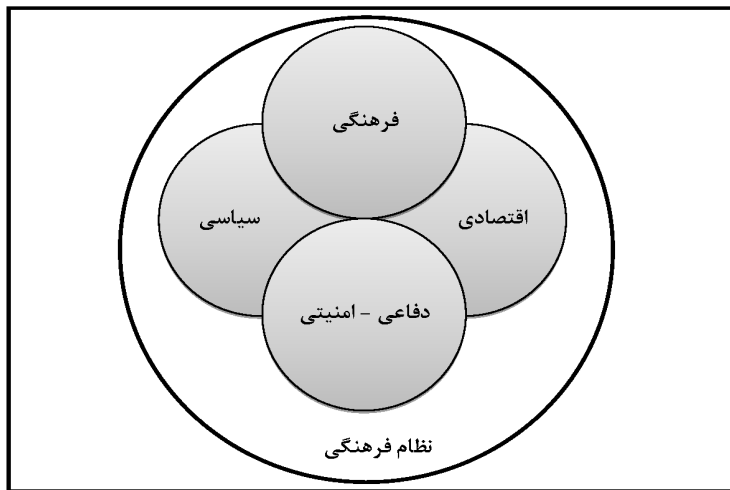 فرهنگی
اقتصادی
سیاسی
دفاعی – امنیتی
نظام فرهنگی